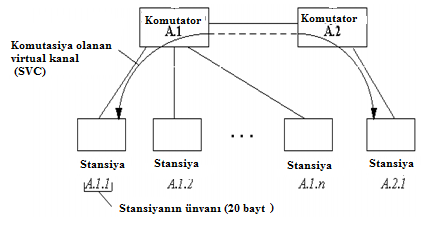 Komutator
A.1
Komutator
A.2
Komutasiya olanan
virtual kanal
(SVC)
...
Stansiya
A.1.1
Stansiya
A.1.2
Stansiya
A.1.n
Stansiya
A.2.1
Stansiyanın ünvanı (20 bayt )